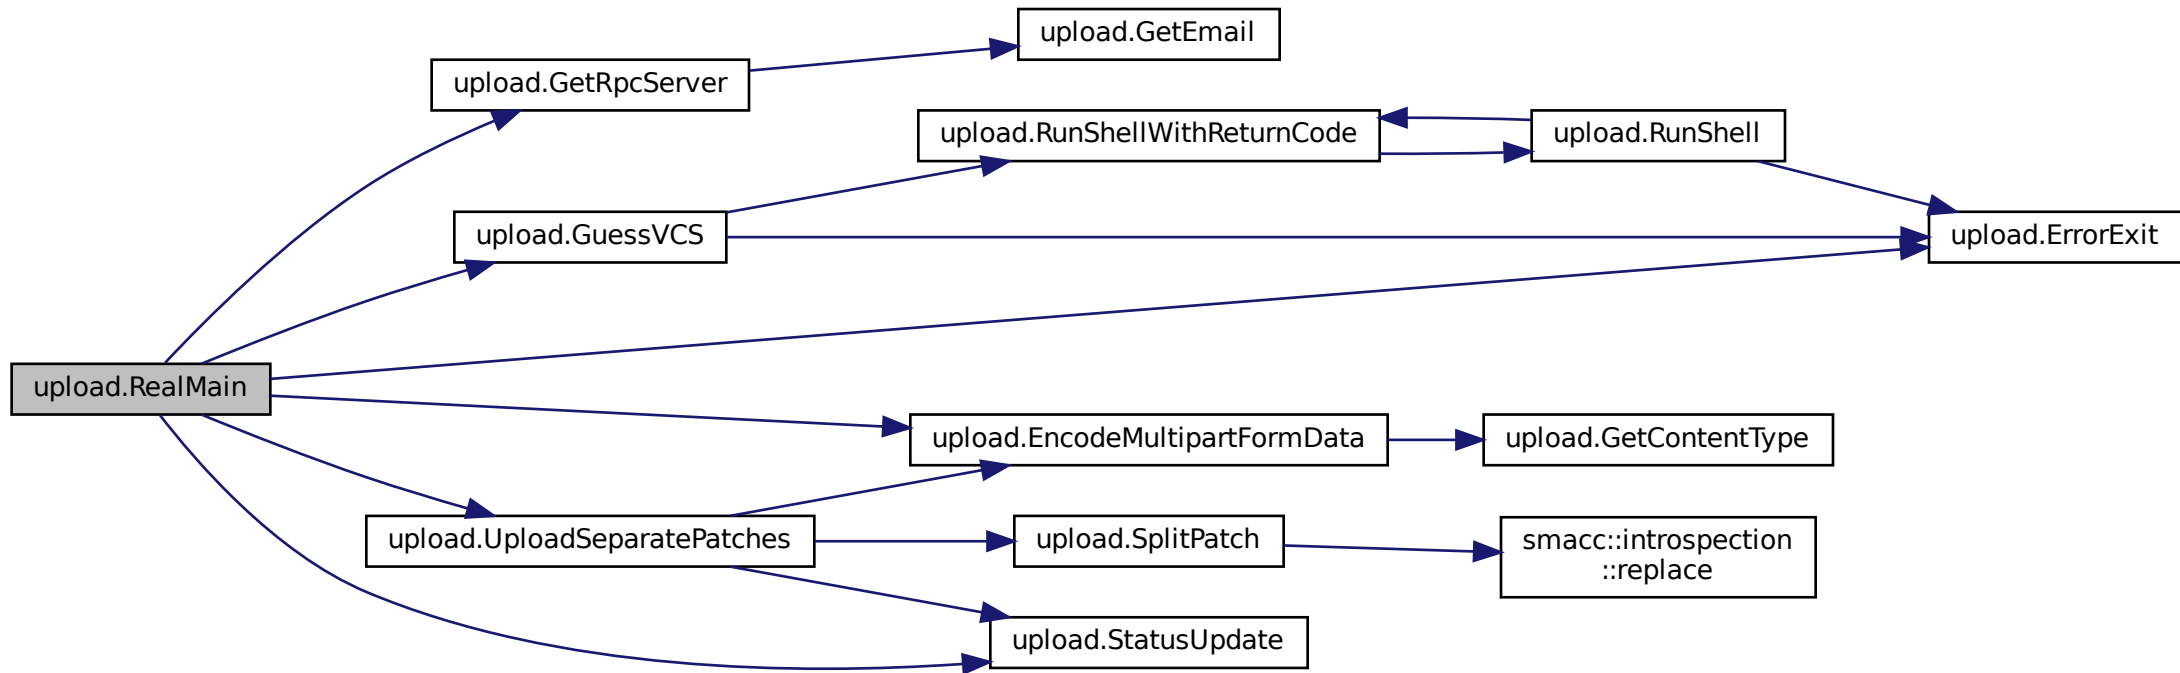 upload.GetEmail
upload.GetRpcServer
upload.RunShellWithReturnCode
upload.RunShell
upload.GuessVCS
upload.ErrorExit
upload.RealMain
upload.EncodeMultipartFormData
upload.GetContentType
upload.UploadSeparatePatches
upload.SplitPatch
smacc::introspection
::replace
upload.StatusUpdate